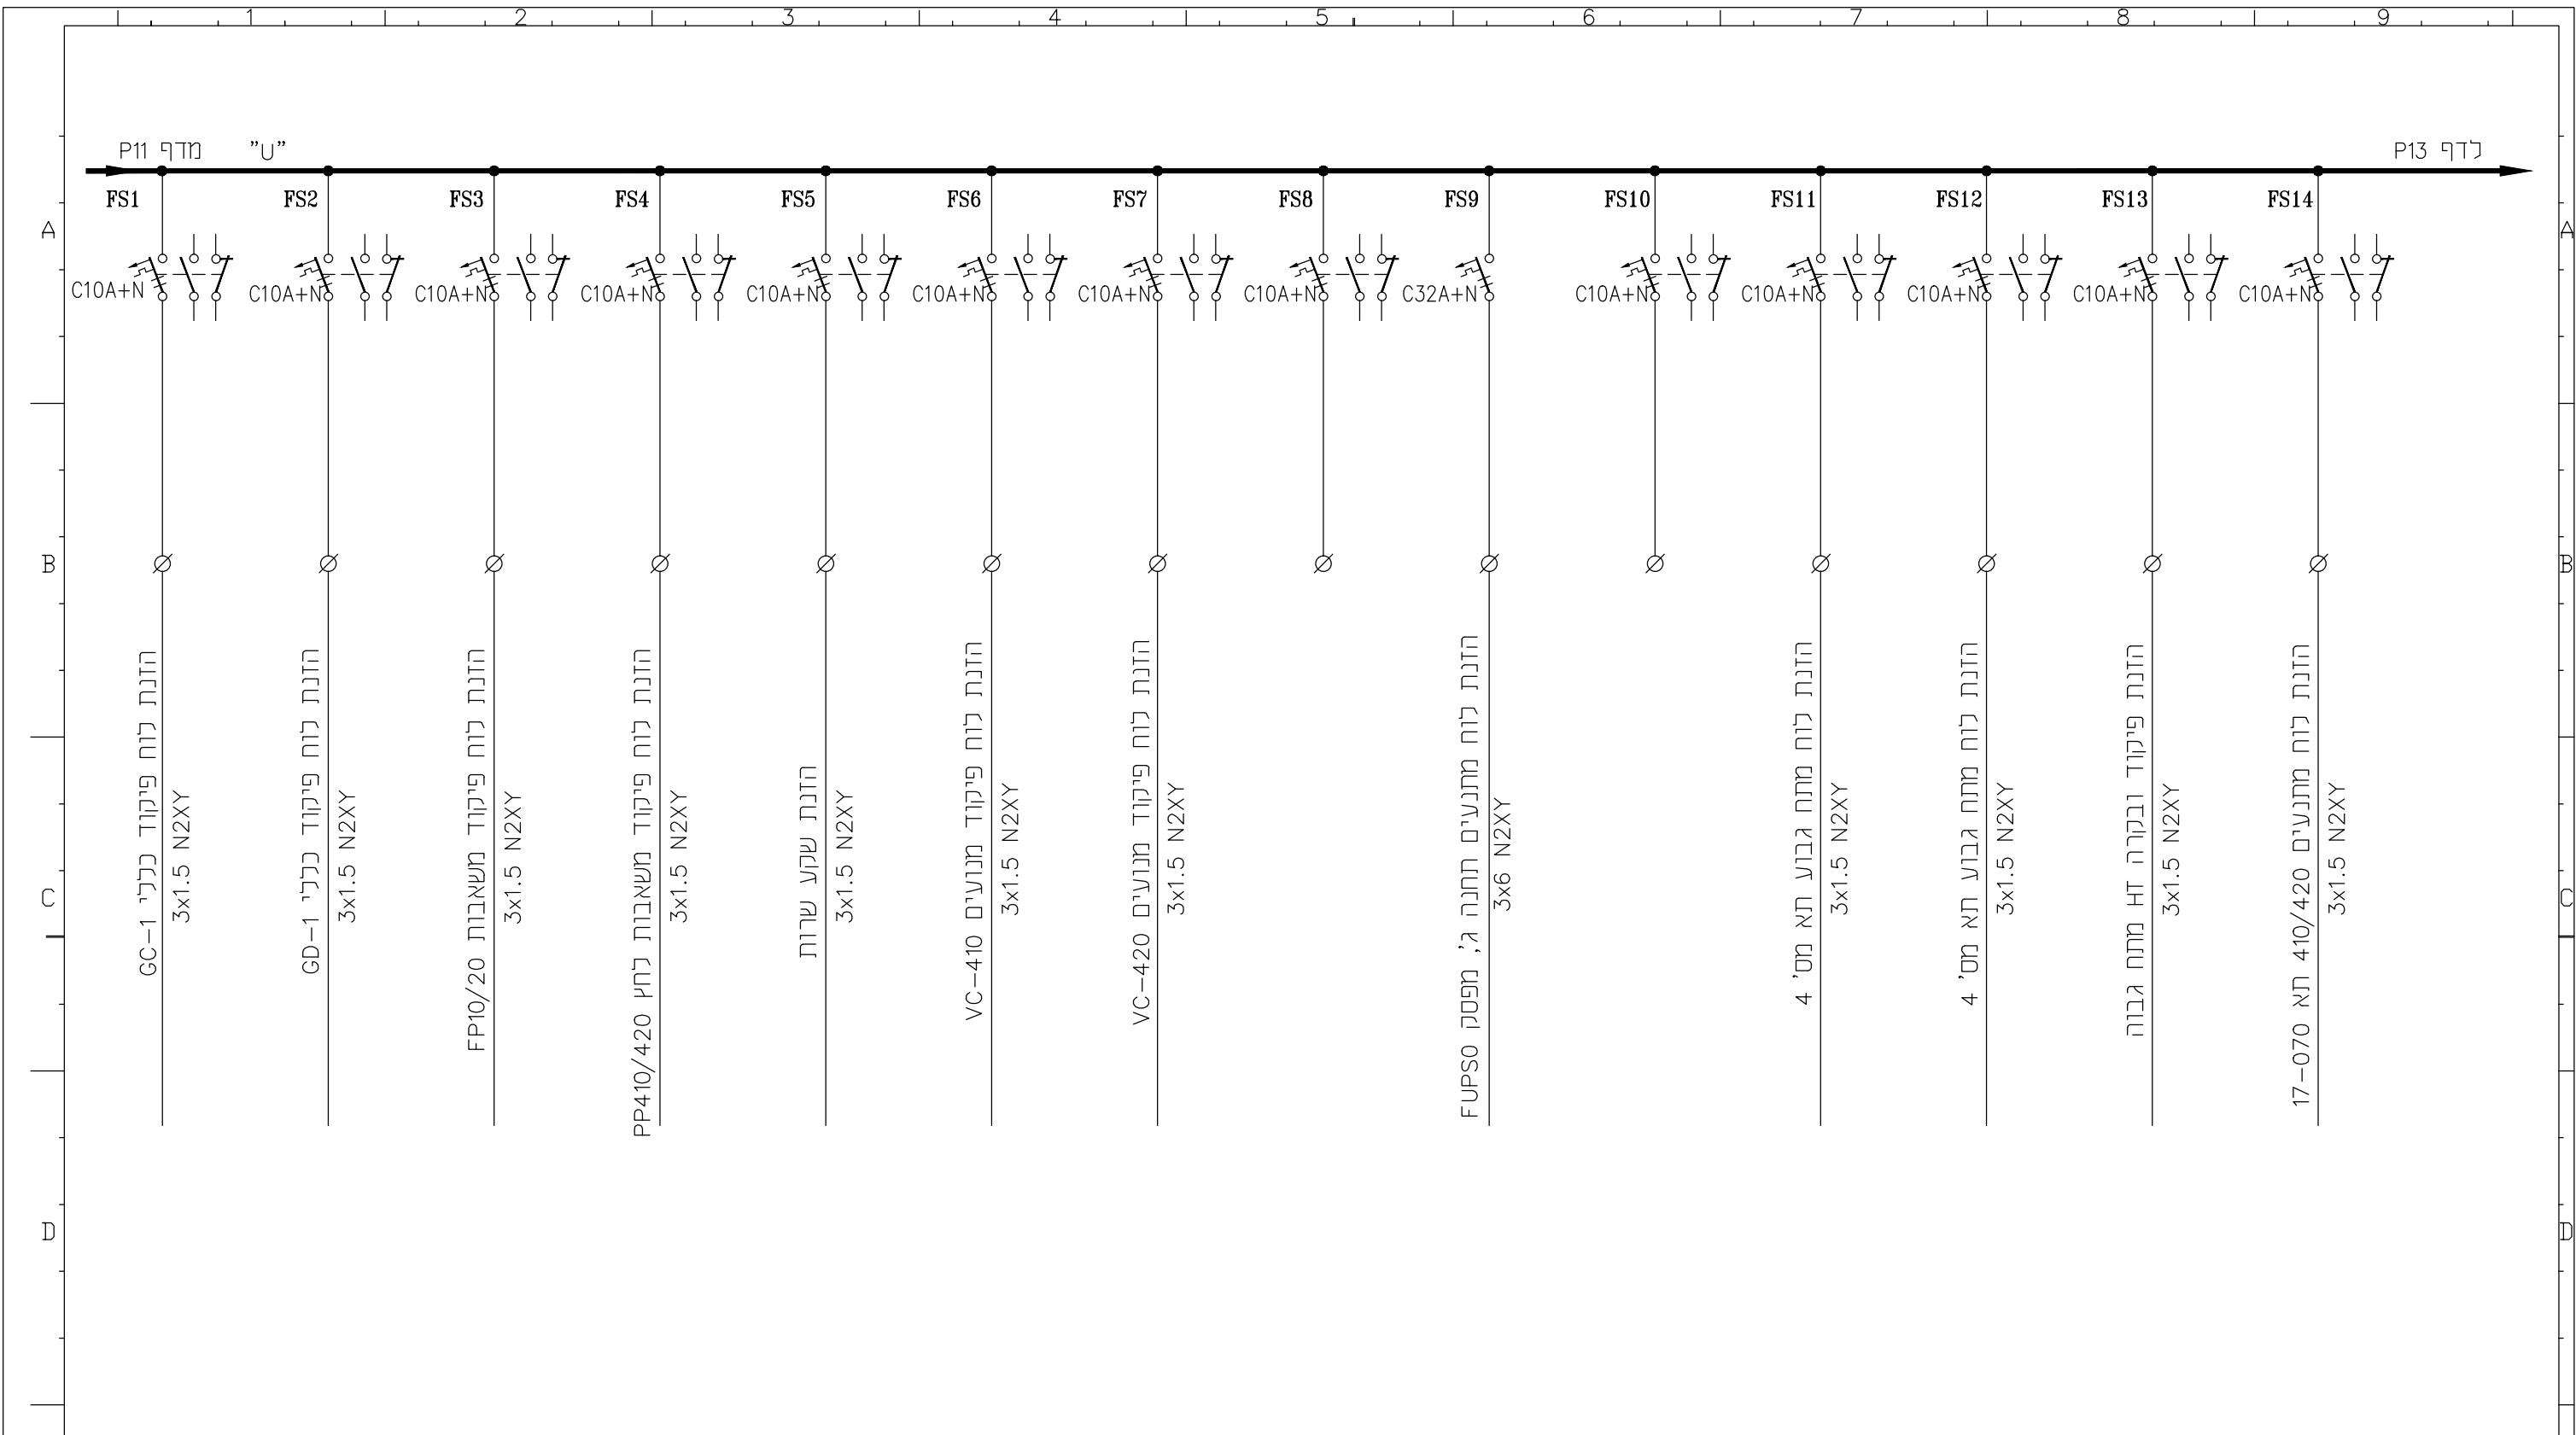 1 2 3 4 5 6 7 8 9
מדף P11 "U"
לדף P13
FS1 FS2 FS3 FS4 FS5 FS6 FS7 FS8 FS9 FS10 FS11 FS12 FS13 FS14
A A
C10A+N C10A+N C10A+N C10A+N C10A+N C10A+N C10A+N C10A+N C32A+N C10A+N C10A+N C10A+N C10A+N C10A+N
B B
הזנת לוח פיקוד כללי GC-1
3x1.5 N2XY
הזנת לוח פיקוד כללי GD-1
3x1.5 N2XY
הזנת לוח פיקוד משאבות FP10/20
3x1.5 N2XY
הזנת לוח פיקוד משאבות לחץ PP410/420
3x1.5 N2XY
הזנת שקע שרות
3x1.5 N2XY
הזנת לוח פיקוד מנועים VC-410
3x1.5 N2XY
הזנת לוח פיקוד מנועים VC-420
3x1.5 N2XY
הזנת לוח מתנעים תחנה ג', מפסק FUPS0
3x6 N2XY
הזנת לוח מתח גבוע תא מס' 4
3x1.5 N2XY
הזנת לוח מתח גבוע תא מס' 4
3x1.5 N2XY
הזנת פיקוד ובקרה HT מתח גבוה
3x1.5 N2XY
הזנת לוח מתנעים 410/420 תא 17-070
3x1.5 N2XY
C C
D D